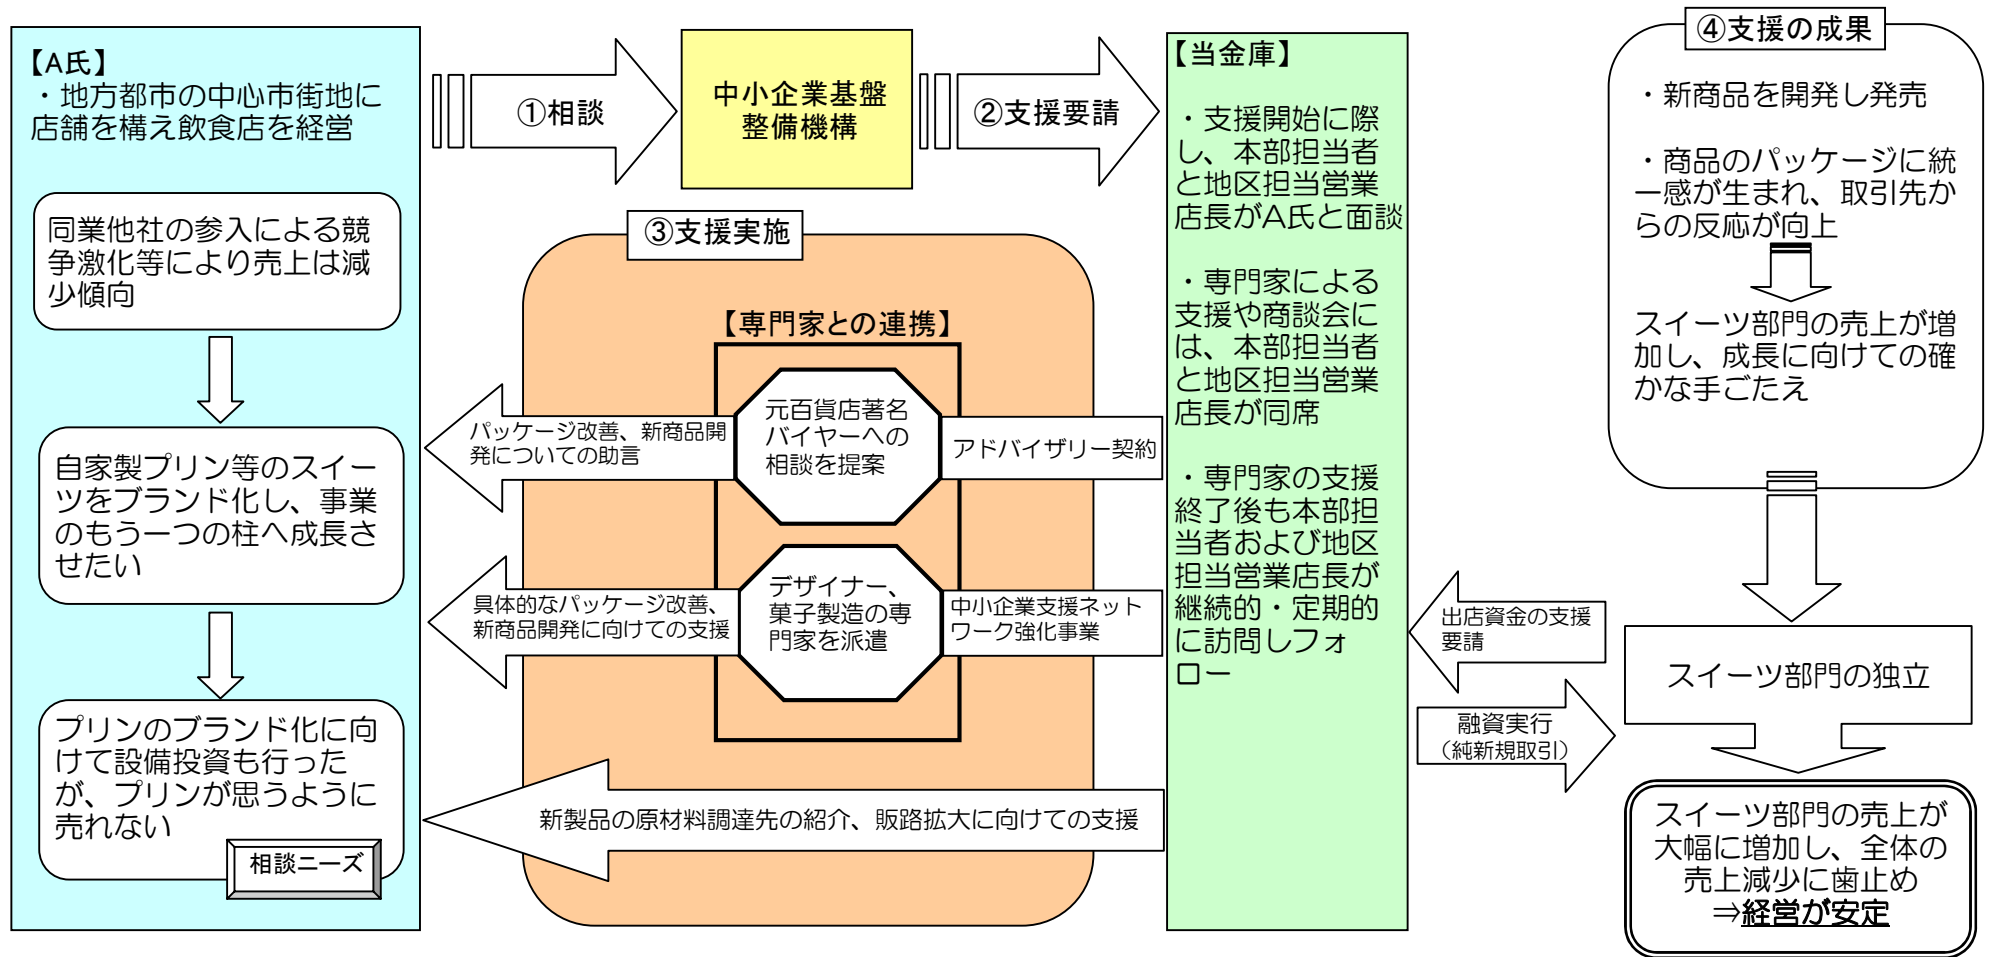 【A氏】
・地方都市の中心市街地に
店舗を構え飲食店を経営
同業他社の参入による競
争激化等により売上は減
少傾向
自家製プリン等のスイー
ツをブランド化し、事業
のもう一つの柱へ成長さ
せたい
プリンのブランド化に向
けて設備投資も行った
が、プリンが思うように
売れない
相談ニーズ
①相談
中小企業基盤
整備機構
②支援要請
③支援実施
【専門家との連携】
元百貨店著名
バイヤーへの
相談を提案
パッケージ改善、新商品開
発についての助言
アドバイザリー契約
デザイナー、
菓子製造の専
門家を派遣
具体的なパッケージ改善、
新商品開発に向けての支援
中小企業支援ネット
ワーク強化事業
新製品の原材料調達先の紹介、販路拡大に向けての支援
【当金庫】
・支援開始に際
し、本部担当者
と地区担当営業
店長がA氏と面談
・専門家による
支援や商談会に
は、本部担当者
と地区担当営業
店長が同席
・専門家の支援
終了後も本部担
当者および地区
担当営業店長が
継続的・定期的
に訪問しフォ
ロー
④支援の成果
・新商品を開発し発売
・商品のパッケージに統
一感が生まれ、取引先か
らの反応が向上
スイーツ部門の売上が増
加し、成長に向けての確
かな手ごたえ
出店資金の支援
要請
スイーツ部門の独立
融資実行
（純新規取引）
スイーツ部門の売上が
大幅に増加し、全体の
売上減少に歯止め
⇒経営が安定